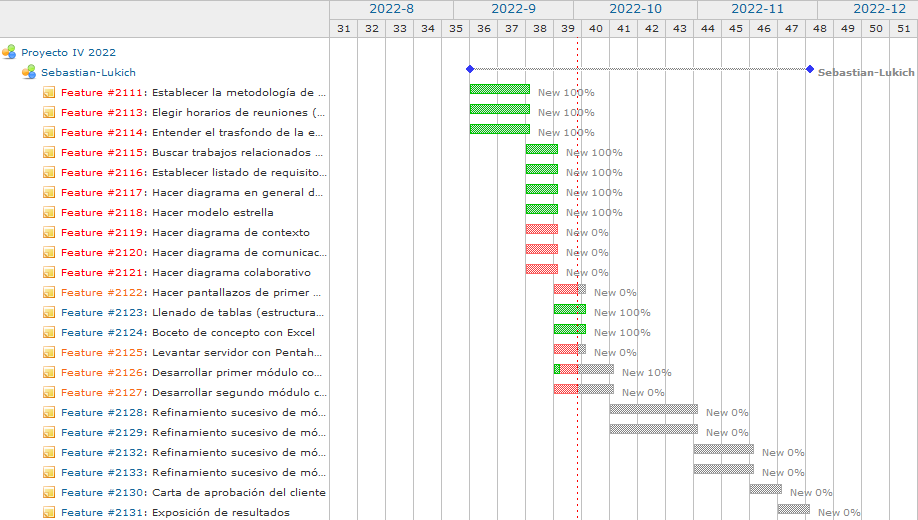 2022-8 2022-9 2022-10 2022-11 2022-12
31 32 33 34 35 36 37 38 39 40 41 42 43 44 45 46 47 48 49 50 51
Proyecto IV 2022
Sebastian-Lukich Sebastian-Lukich
Feature #2111: Establecer la metodología de ... New 100%
Feature #2113: Elegir horarios de reuniones (... New 100%
Feature #2114: Entender el trasfondo de la e... New 100%
Feature #2115: Buscar trabajos relacionados ... New 100%
Feature #2116: Establecer listado de requisito... New 100%
Feature #2117: Hacer diagrama en general d... New 100%
Feature #2118: Hacer modelo estrella New 100%
Feature #2119: Hacer diagrama de contexto New 0%
Feature #2120: Hacer diagrama de comunicac... New 0%
Feature #2121: Hacer diagrama colaborativo New 0%
Feature #2122: Hacer pantallazos de primer ... New 0%
Feature #2123: Llenado de tablas (estructura... New 100%
Feature #2124: Boceto de concepto con Excel New 100%
Feature #2125: Levantar servidor con Pentah... New 0%
Feature #2126: Desarrollar primer módulo co... New 10%
Feature #2127: Desarrollar segundo módulo c... New 0%
Feature #2128: Refinamiento sucesivo de mó... New 0%
Feature #2129: Refinamiento sucesivo de mó... New 0%
Feature #2132: Refinamiento sucesivo de mó... New 0%
Feature #2133: Refinamiento sucesivo de mó... New 0%
Feature #2130: Carta de aprobación del cliente New 0%
Feature #2131: Exposición de resultados New 0%